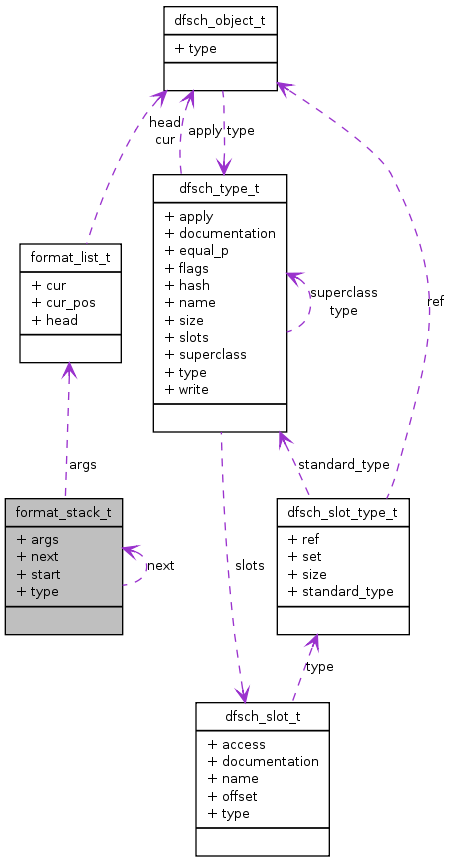 dfsch_object_t
+ type
head
cur
apply
type
dfsch_type_t
+ apply
+ documentation
+ equal_p
+ flags
+ hash
+ name
+ size
+ slots
+ superclass
+ type
+ write
format_list_t
+ cur
+ cur_pos
+ head
superclass
type
ref
args
standard_type
format_stack_t
+ args
+ next
+ start
+ type
next
slots
dfsch_slot_type_t
+ ref
+ set
+ size
+ standard_type
type
dfsch_slot_t
+ access
+ documentation
+ name
+ offset
+ type